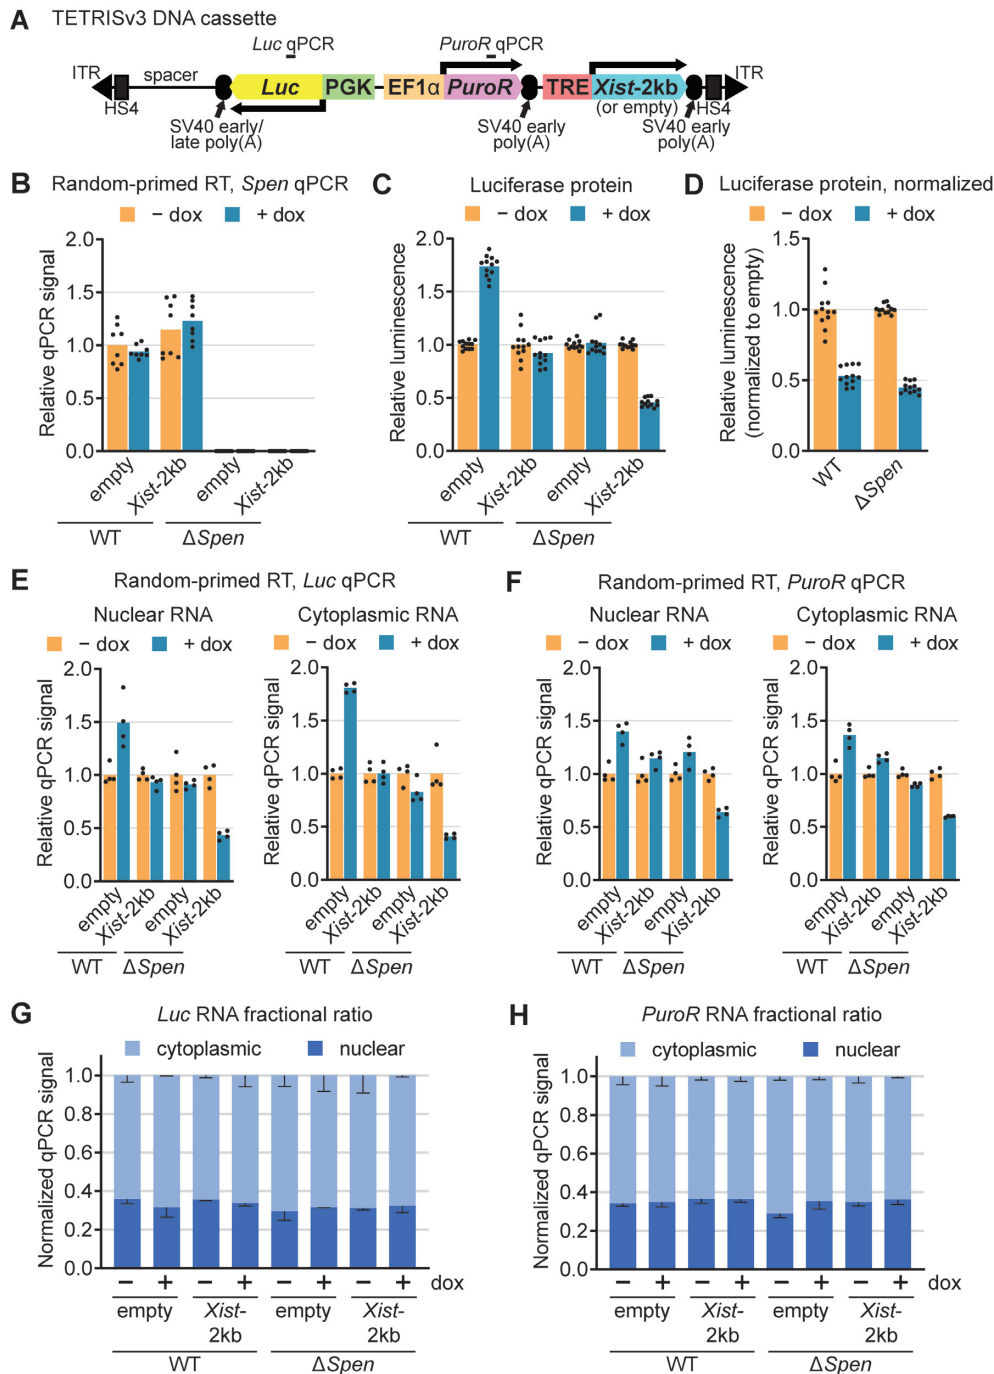 A TETRISv3 DNA cassette
Luc qPCR PuroR qPCR
ITR spacer ITR
Luc PGK EF1α PuroR TRE Xist-2kb
(or empty)
HS4 HS4
SV40 early/ SV40 early SV40 early
late poly(A) poly(A) poly(A)
B Random-primed RT, Spen qPCR
− dox + dox
Relative qPCR signal
2.0
1.5
1.0
0.5
0.0
empty Xist-2kb empty Xist-2kb
WT ΔSpen
C Luciferase protein
− dox + dox
Relative luminescence
2.0
1.5
1.0
0.5
0.0
empty Xist-2kb empty Xist-2kb
WT ΔSpen
D Luciferase protein, normalized
− dox + dox
Relative luminescence
(normalized to empty)
1.5
1.0
0.5
0.0
WT ΔSpen
E Random-primed RT, Luc qPCR
Nuclear RNA
− dox + dox
Relative qPCR signal
2.0
1.5
1.0
0.5
0.0
empty Xist-2kb empty Xist-2kb
WT ΔSpen
Cytoplasmic RNA
− dox + dox
Relative qPCR signal
2.0
1.5
1.0
0.5
0.0
empty Xist-2kb empty Xist-2kb
WT ΔSpen
F Random-primed RT, PuroR qPCR
Nuclear RNA
− dox + dox
Relative qPCR signal
2.0
1.5
1.0
0.5
0.0
empty Xist-2kb empty Xist-2kb
WT ΔSpen
Cytoplasmic RNA
− dox + dox
Relative qPCR signal
2.0
1.5
1.0
0.5
0.0
empty Xist-2kb empty Xist-2kb
WT ΔSpen
G Luc RNA fractional ratio
cytoplasmic nuclear
Normalized qPCR signal
1.0
0.8
0.6
0.4
0.2
0.0
− + − + − + − + dox
empty Xist- empty Xist-
2kb 2kb
WT ΔSpen
H PuroR RNA fractional ratio
cytoplasmic nuclear
Normalized qPCR signal
1.0
0.8
0.6
0.4
0.2
0.0
− + − + − + − + dox
empty Xist- empty Xist-
2kb 2kb
WT ΔSpen